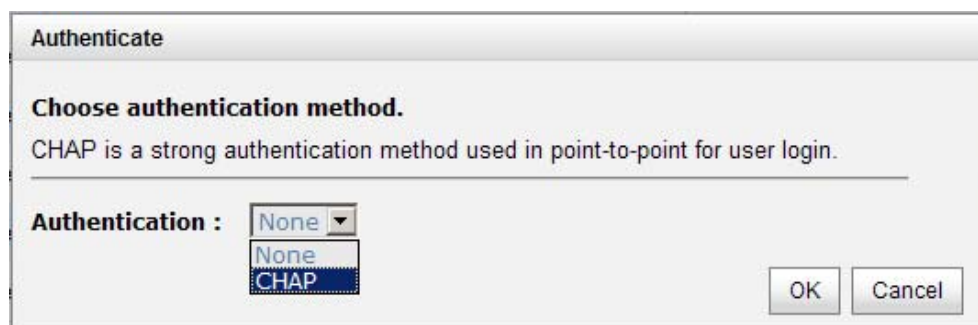 Authenticate
Choose authentication method.
CHAP is a strong authentication method used in point-to-point for user login.
Authentication : None
None
CHAP
OK Cancel